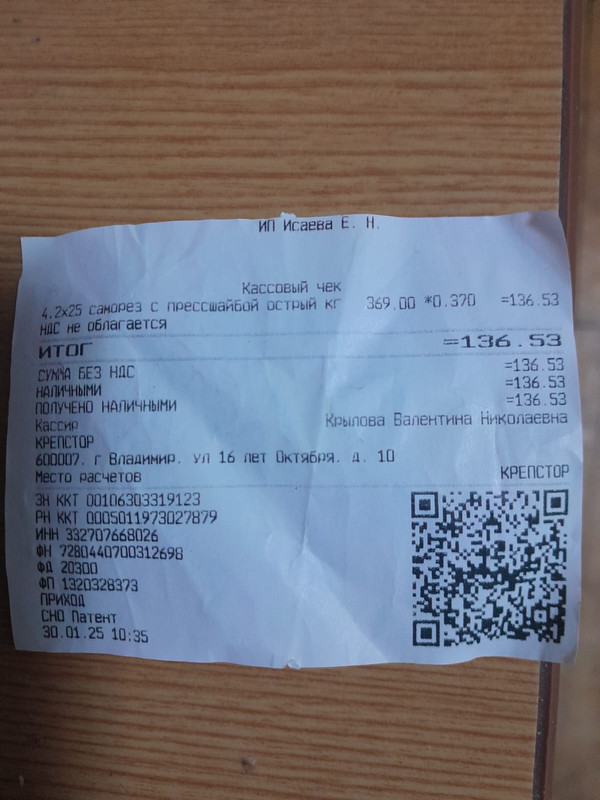 ИП Исаева Е. Н.
Кассовый чек
4.2х25 саморез с прессшайбой острый кг 369.00 *0.370 =136.53
НДС не облагается
ИТОГ =136.53
СУММА БЕЗ НДС =136.53
НАЛИЧНЫМИ =136.53
ПОЛУЧЕНО НАЛИЧНЫМИ =136.53
Кассир Крылова Валентина Николаевна
КРЕПСТОР
600007, г Владимир, ул 16 лет Октября, д. 10
Место расчетов КРЕПСТОР
ЗН ККТ 00106303319123
РН ККТ 0005011973027879
ИНН 332707668026
ФН 7280440700312698
ФД 20300
ФП 1320328373
ПРИХОД
СНО Патент
30.01.25 10:35